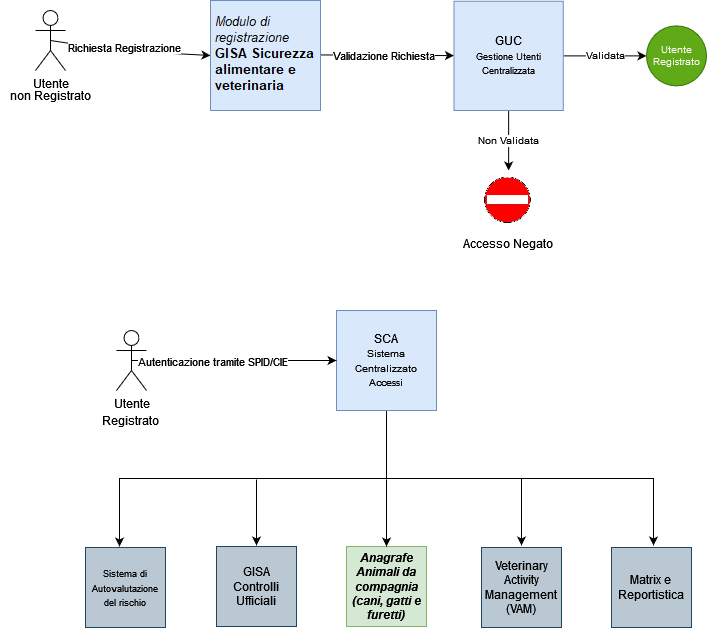 Utente
non Registrato
Richiesta Registrazione
Modulo di
registrazione
GISA Sicurezza
alimentare e
veterinaria
Validazione Richiesta
GUC
Gestione Utenti
Centralizzata
Validata
Utente
Registrato
Non Validata
Accesso Negato
Utente
Registrato
Autenticazione tramite SPID/CIE
SCA
Sistema
Centralizzato
Accessi
Sistema di
Autovalutazione
del rischio
GISA
Controlli
Ufficiali
Anagrafe
Animali da
compagnia
(cani, gatti e
furetti)
Veterinary
Activity
Management
(VAM)
Matrix e
Reportistica